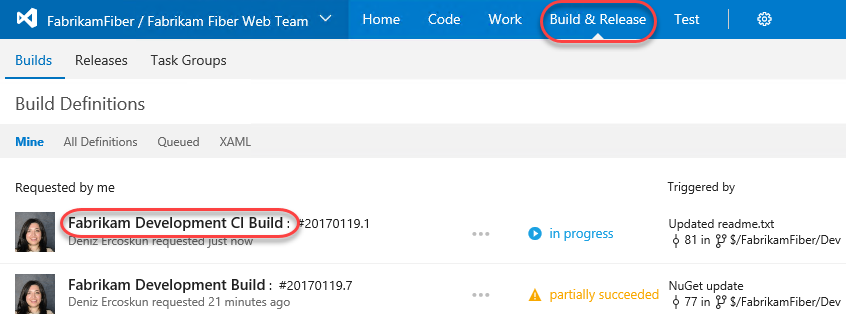 FabrikamFiber / Fabrikam Fiber Web Team Home Code Work Build & Release Test
Builds Releases Task Groups
Build Definitions
Mine All Definitions Queued XAML
Requested by me Triggered by
Fabrikam Development CI Build : #20170119.1 ... in progress Updated readme.txt
Deniz Ercoskun requested just now 81 in $/FabrikamFiber/Dev
Fabrikam Development Build : #20170119.7 ... partially succeeded NuGet update
Deniz Ercoskun requested 21 minutes ago 77 in $/FabrikamFiber/Dev